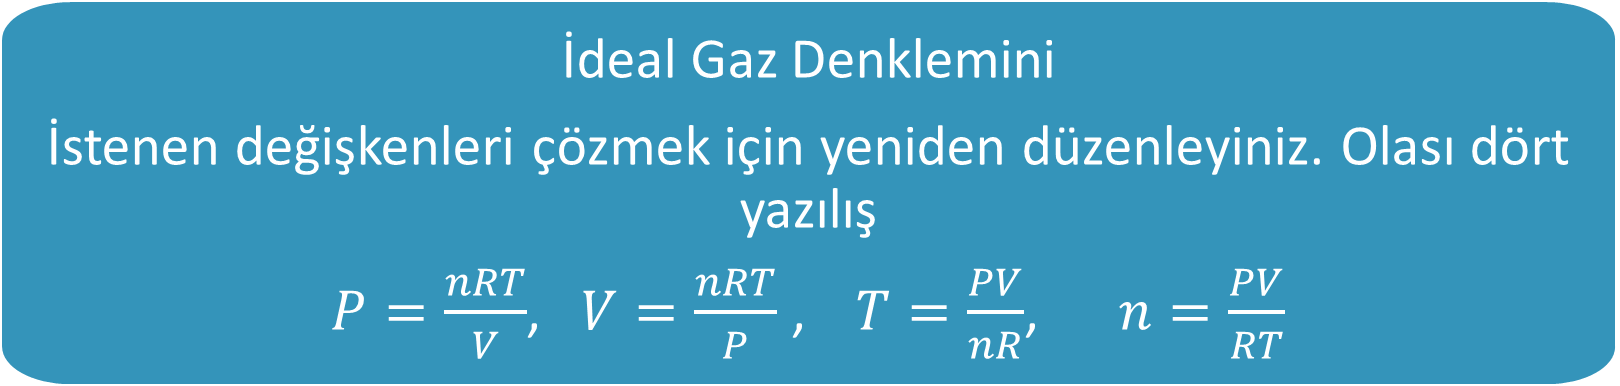 İdeal Gaz Denklemini
İstenen değişkenleri çözmek için yeniden düzenleyiniz. Olası dört
yazılış
P = nRT/V, V = nRT/P , T = PV/nR, n = PV/RT